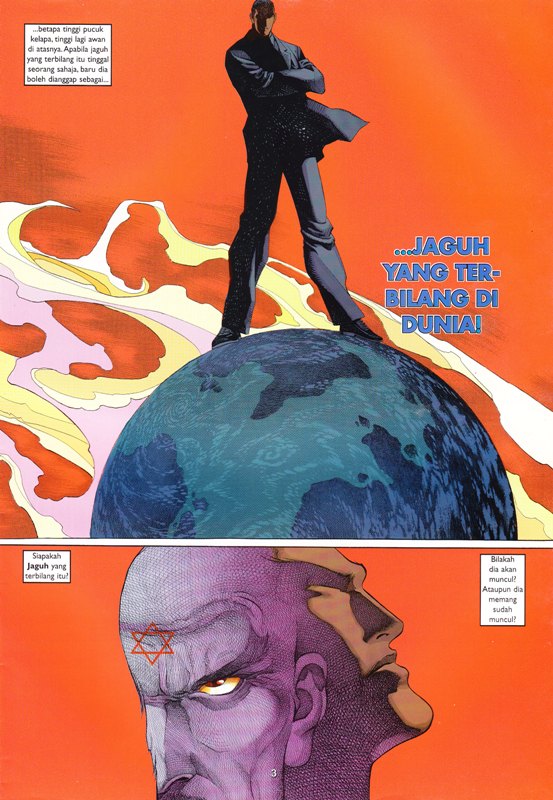 ...betapa tinggi pucuk
kelapa, tinggi lagi awan
di atasnya. Apabila jaguh
yang terbilang itu tinggal
seorang sahaja, baru dia
boleh dianggap sebagai...
...JAGUH
YANG TER-
BILANG DI
DUNIA!
Siapakah
Jaguh yang
terbilang itu?
Bilakah
dia akan
muncul?
Ataupun dia
memang
sudah
muncul?
3